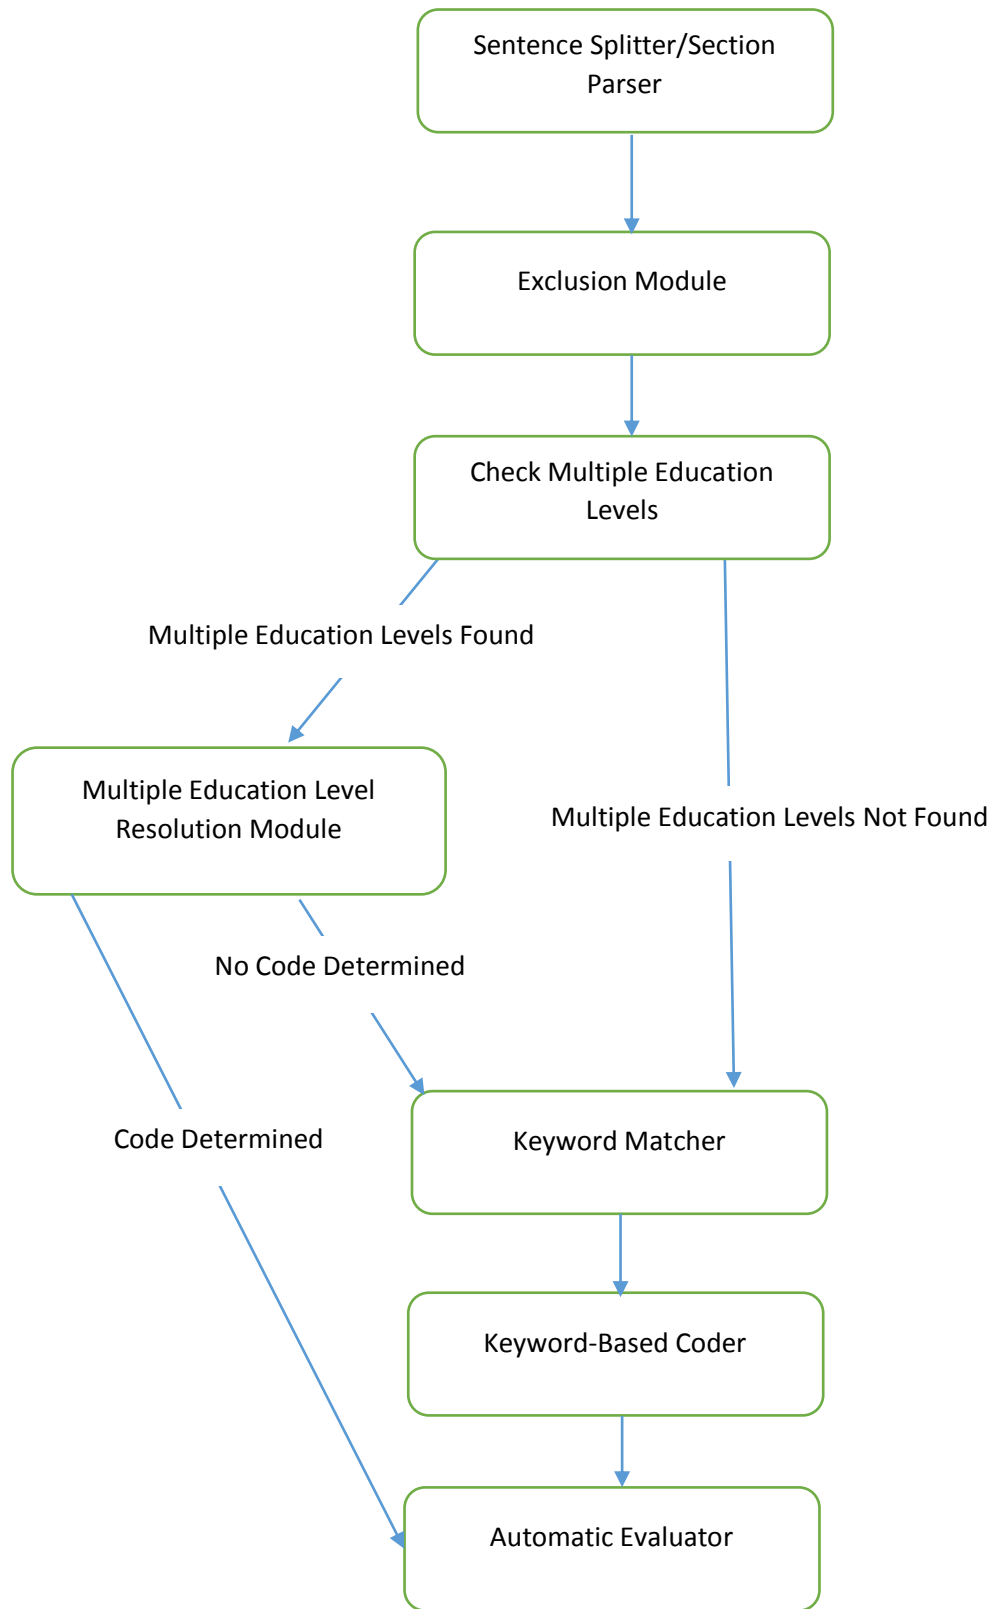 Sentence Splitter/Section
Parser
Exclusion Module
Check Multiple Education
Levels
Multiple Education Levels Found
Multiple Education Level
Resolution Module
Multiple Education Levels Not Found
No Code Determined
Code Determined
Keyword Matcher
Keyword-Based Coder
Automatic Evaluator